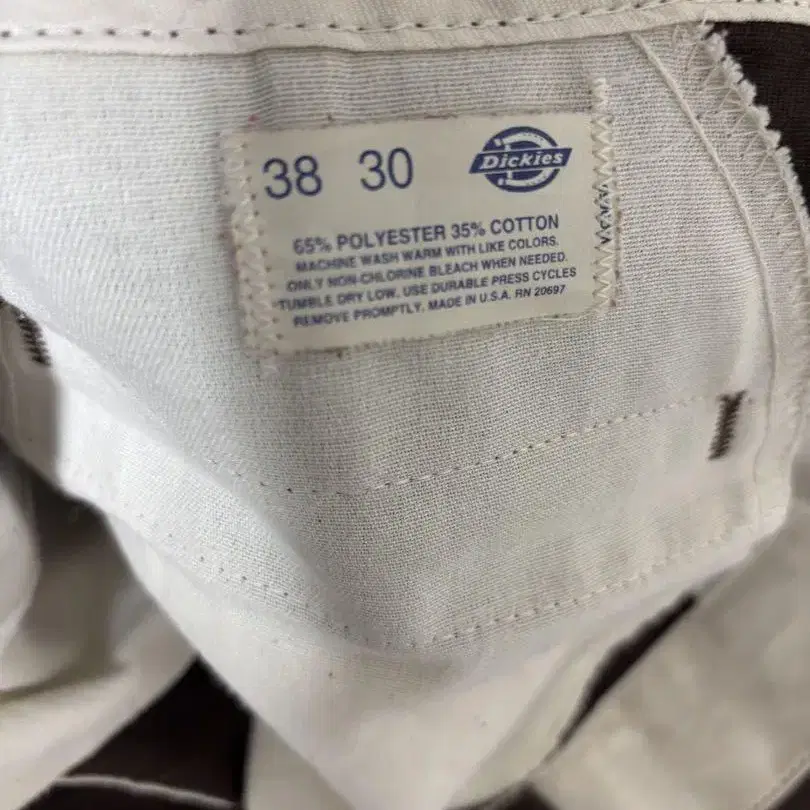 38 30 Dickies
65% POLYESTER 35% COTTON
MACHINE WASH WARM WITH LIKE COLORS.
ONLY NON-CHLORINE BLEACH WHEN NEEDED.
TUMBLE DRY LOW. USE DURABLE PRESS CYCLES
REMOVE PROMPTLY. MADE IN U.S.A. RN 20697